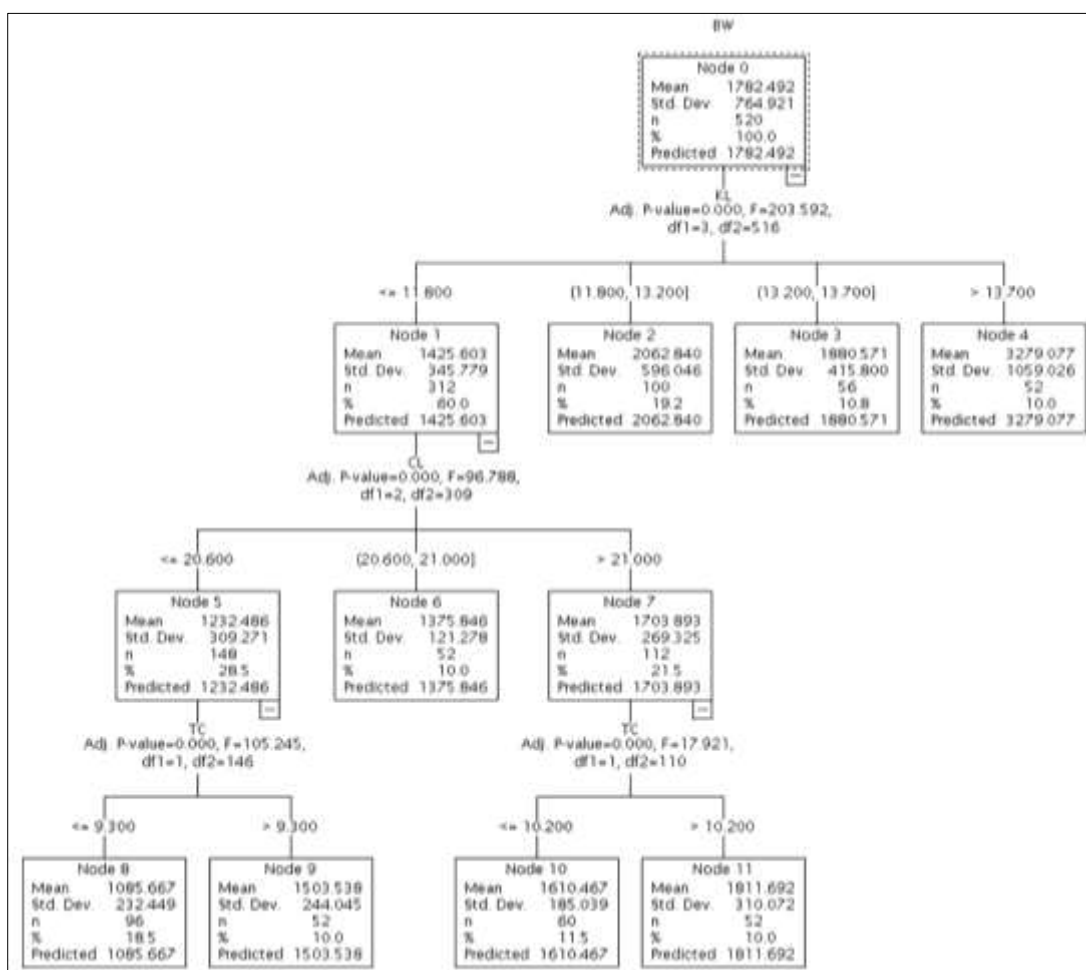 BW
Node 0
Mean 1782.492
Std. Dev 764.921
n 520
% 100.0
Predicted 1782.492
KL
Adj. P-value=0.000, F=203.592,
df1=3, df2=516
<= 11.800
(11.800, 13.200]
(13.200, 13.700]
> 13.700
Node 1
Mean 1425.603
Std. Dev. 345.779
n 312
% 60.0
Predicted 1425.603
Node 2
Mean 2062.840
Std. Dev. 596.046
n 100
% 19.2
Predicted 2062.840
Node 3
Mean 1880.571
Std. Dev. 415.800
n 56
% 10.8
Predicted 1880.571
Node 4
Mean 3279.077
Std. Dev. 1059.026
n 52
% 10.0
Predicted 3279.077
CL
Adj. P-value=0.000, F=96.788,
df1=2, df2=309
<= 20.600
(20.600, 21.000]
> 21.000
Node 5
Mean 1232.486
Std. Dev. 309.271
n 148
% 28.5
Predicted 1232.486
Node 6
Mean 1375.846
Std. Dev. 121.278
n 52
% 10.0
Predicted 1375.846
Node 7
Mean 1703.893
Std. Dev. 269.325
n 112
% 21.5
Predicted 1703.893
TC
Adj. P-value=0.000, F=105.245,
df1=1, df2=146
TC
Adj. P-value=0.000, F=17.921,
df1=1, df2=110
<= 9.300
> 9.300
<= 10.200
> 10.200
Node 8
Mean 1085.667
Std. Dev. 232.449
n 96
% 18.5
Predicted 1085.667
Node 9
Mean 1503.538
Std. Dev. 244.045
n 52
% 10.0
Predicted 1503.538
Node 10
Mean 1610.467
Std. Dev. 185.039
n 60
% 11.5
Predicted 1610.467
Node 11
Mean 1811.692
Std. Dev. 310.072
n 52
% 10.0
Predicted 1811.692